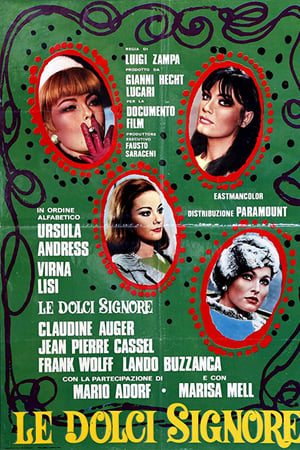 REGIA DI
LUIGI ZAMPA
PRODOTTO DA
GIANNI HECHT
LUCARI
PER LA
DOCUMENTO
FILM
PRODUTTORE
ESECUTIVO
FAUSTO
SARACENI
EASTMANCOLOR
DISTRIBUZIONE PARAMOUNT
IN ORDINE
ALFABETICO
URSULA
ANDRESS
VIRNA
LISI
LE DOLCI SIGNORE
CLAUDINE AUGER
JEAN PIERRE CASSEL
FRANK WOLFF LANDO BUZZANCA
CON LA PARTECIPAZIONE DI
MARIO ADORF
E CON
MARISA MELL
LE DOLCI SIGNORE